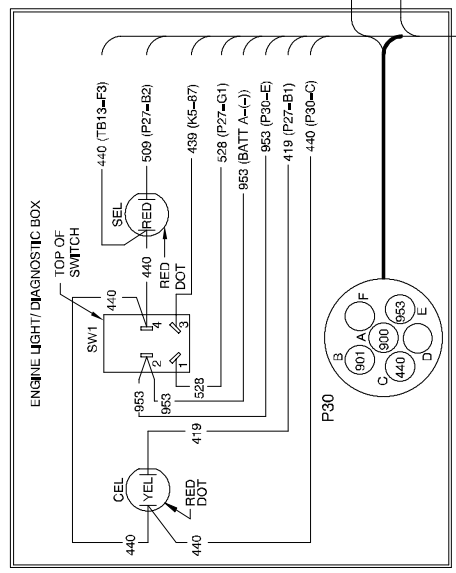 ENGINE LIGHT/ DIAGNOSTIC BOX
440 (TB13-F3)
509 (P27-B2)
439 (K5-87)
528 (P27-G1)
953 (BATT A-(-))
953 (P30-E)
419 (P27-B1)
440 (P30-C)
TOP OF
SWITCH
SEL
RED
RED
DOT
440
440
SW1
4
3
2
1
953
953
528
419
CEL
YEL
RED
DOT
440
440
P30
A
B
C
D
E
F
900
901
440
953